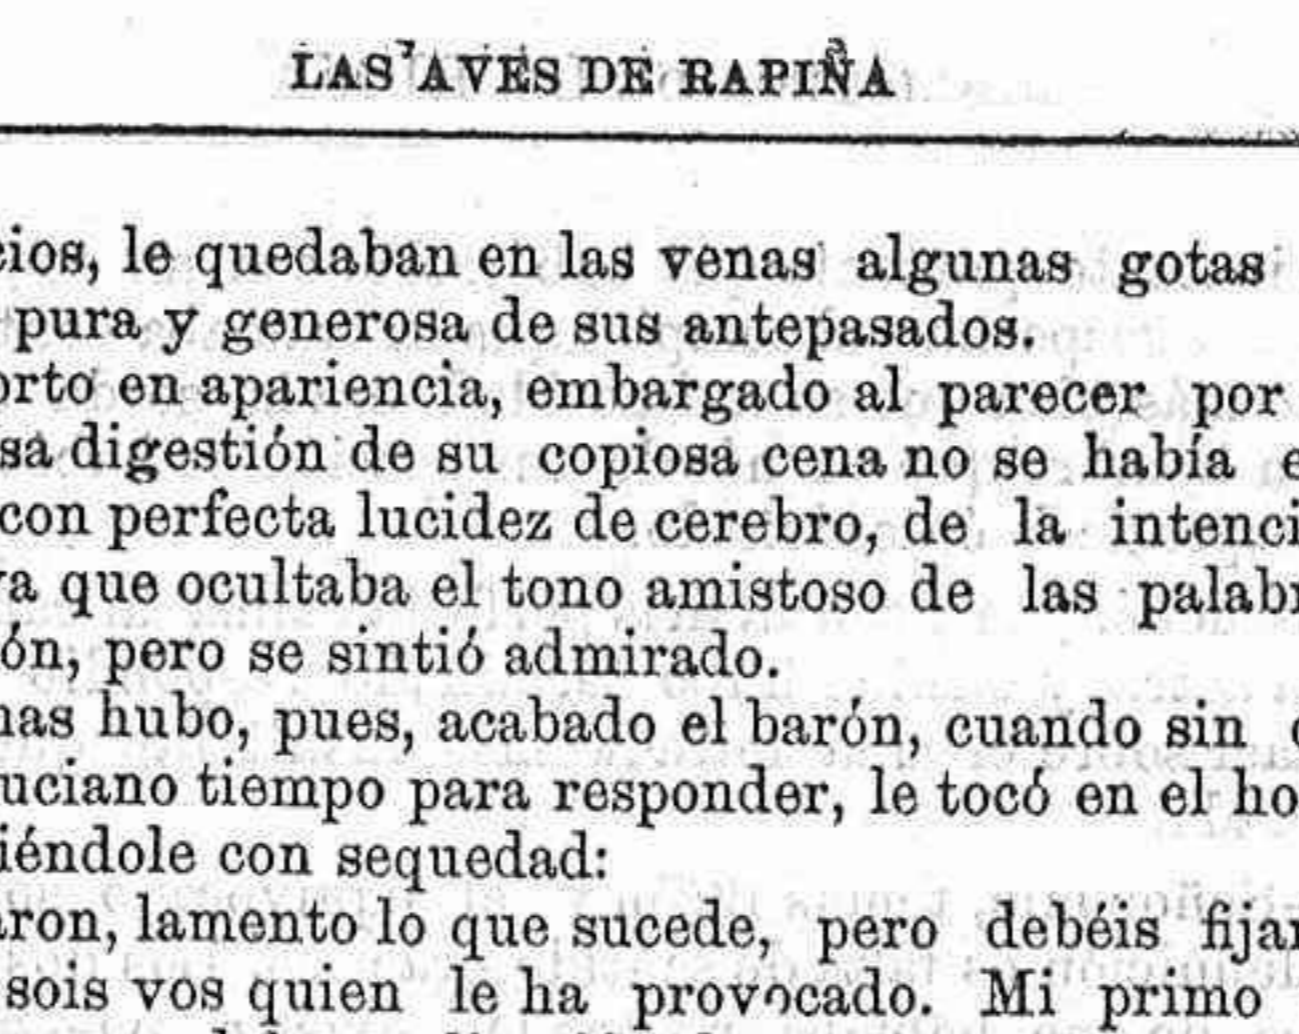 LAS AVES DE RAPIÑA
cios, le quedaban en las venas algunas gotas
pura y generosa de sus antepasados.
orto en apariencia, embargado al parecer por
sa digestión de su copiosa cena no se había e
con perfecta lucidez de cerebro, de la intenci
va que ocultaba el tono amistoso de las palabr
ón, pero se sintió admirado.
nas hubo, pues, acabado el barón, cuando sin
uciano tiempo para responder, le tocó en el ho
iéndole con sequedad:
aron, lamento lo que sucede, pero debéis fijar
sois vos quien le ha provocado. Mi primo